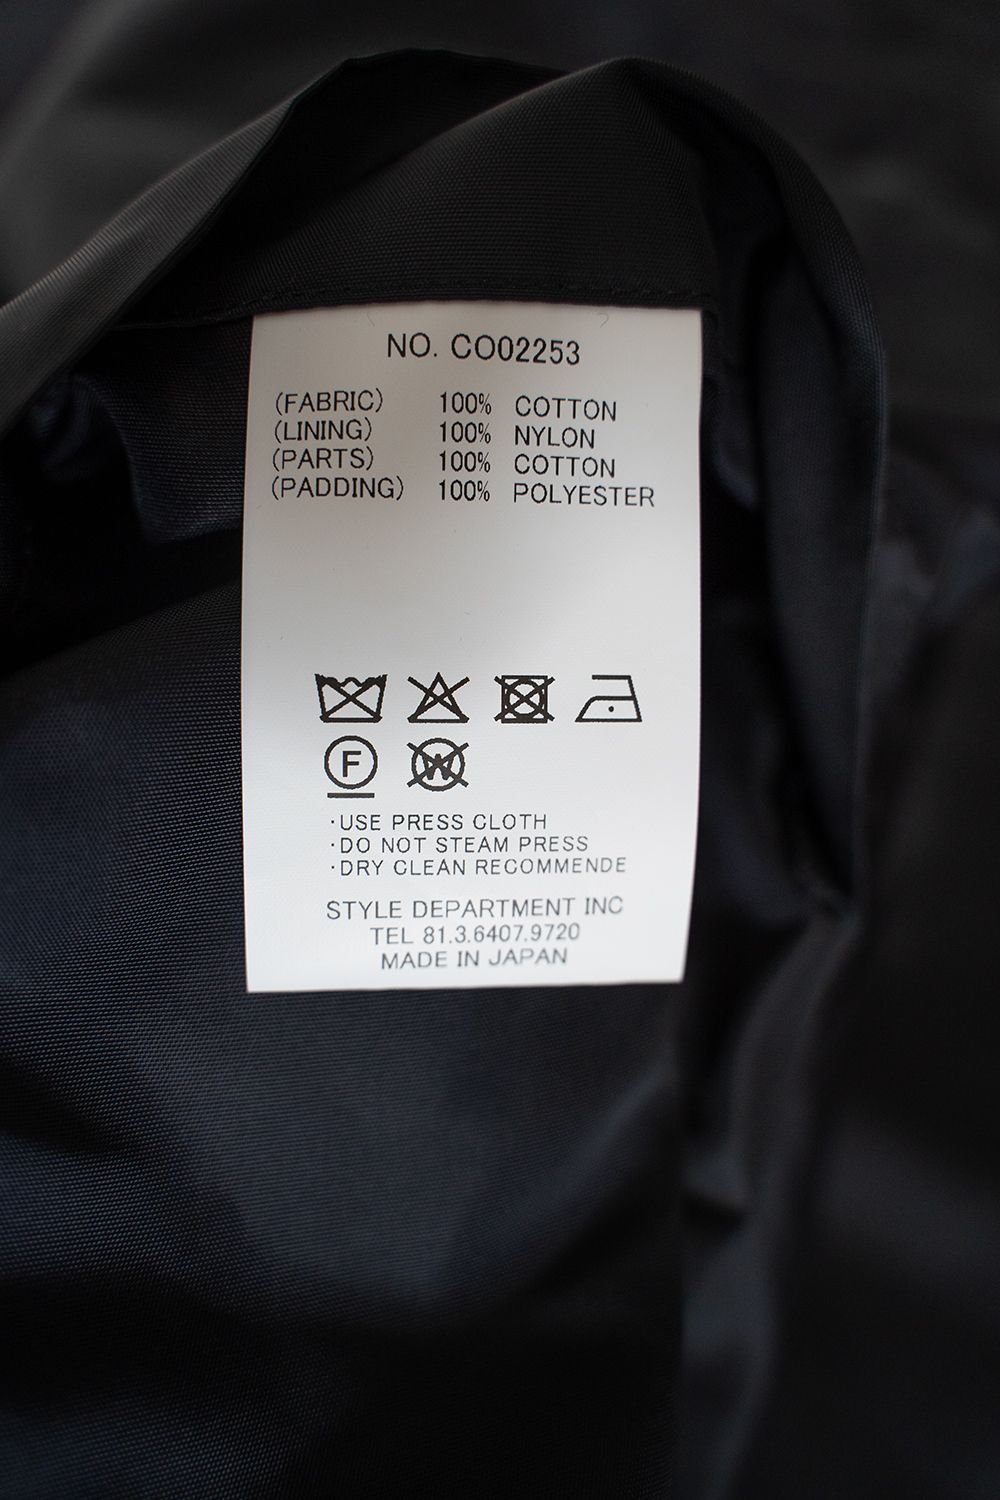 NO. CO02253
(FABRIC) 100% COTTON
(LINING) 100% NYLON
(PARTS) 100% COTTON
(PADDING) 100% POLYESTER
F W
·USE PRESS CLOTH
·DO NOT STEAM PRESS
·DRY CLEAN RECOMMENDE
STYLE DEPARTMENT INC
TEL 81.3.6407.9720
MADE IN JAPAN